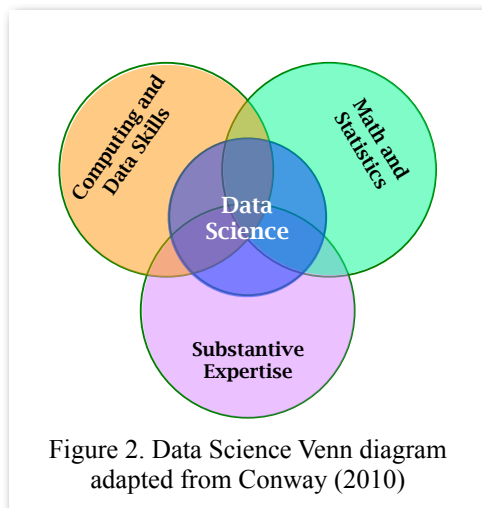 Computing and
Data Skills
Math and
Statistics
Data
Science
Substantive
Expertise
Figure 2. Data Science Venn diagram
adapted from Conway (2010)